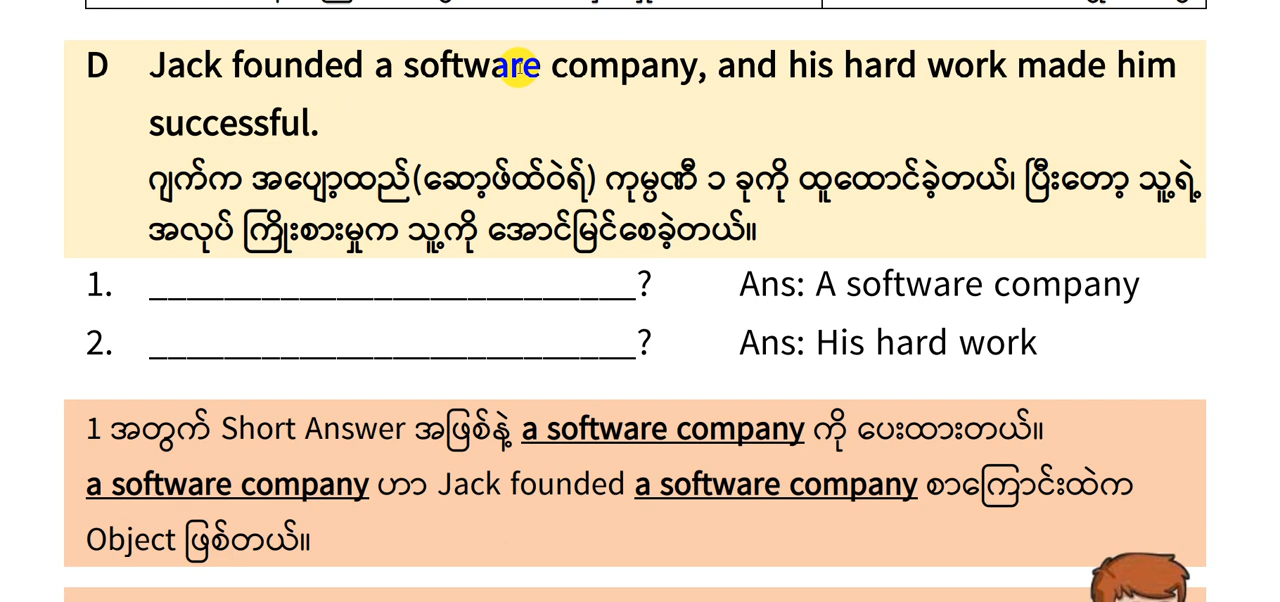 D Jack founded a software company, and his hard work made him
successful.
ဂျက်က အပျော့ထည်(ဆော့ဖ်ထ်ဝဲရ်) ကုမ္ပဏီ ၁ ခုကို ထူထောင်ခဲ့တယ်၊ ပြီးတော့ သူ့ရဲ့
အလုပ် ကြိုးစားမှုက သူ့ကို အောင်မြင်စေခဲ့တယ်။
1. __________________________? Ans: A software company
2. __________________________? Ans: His hard work
1 အတွက် Short Answer အဖြစ်နဲ့ a software company ကို ပေးထားတယ်။
a software company ဟာ Jack founded a software company စာကြောင်းထဲက
Object ဖြစ်တယ်။